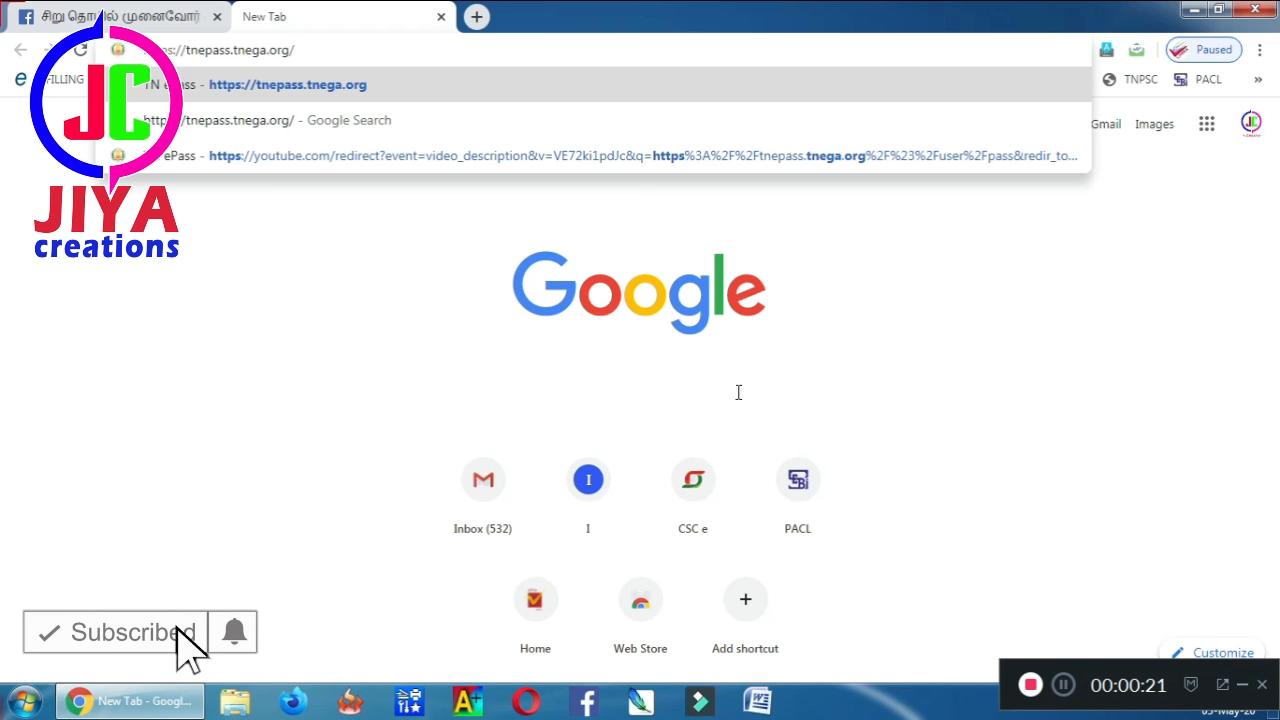 சிறு தொழில் முனைவோர்
New Tab
s://tnepass.tnega.org/
Paused
FILLING
TNPSC
PACL
»
ePass - https://tnepass.tnega.org
https://tnepass.tnega.org/ - Google Search
ePass - https://youtube.com/redirect?event=video_description&v=VE72ki1pdJc&q=https%3A%2F%2Ftnepass.tnega.org%2F%23%2Fuser%2Fpass&redir_to...
Gmail
Images
JC
JIYA
creations
Google
Inbox (532)
I
CSC e
PACL
Home
Web Store
Add shortcut
Subscribed
Customize
New Tab - Googl...
00:00:21